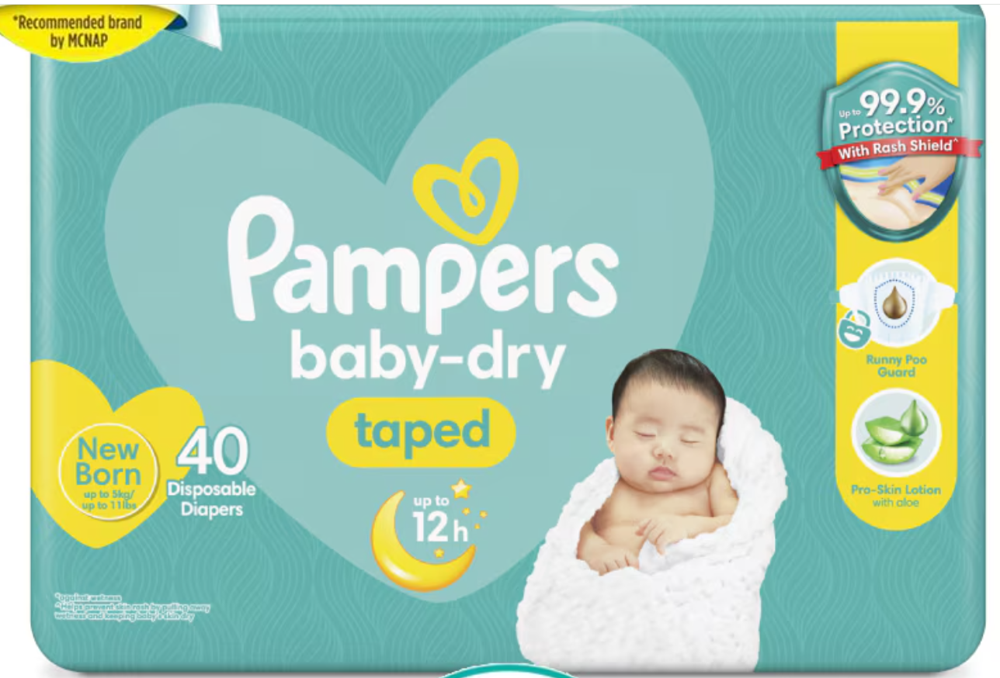 *Recommended brand
by MCNAP
Up to 99.9%
Protection*
With Rash Shield^
Pampers
baby-dry
taped
up to
12h
New
Born
up to 5kg/
up to 11lbs
40
Disposable
Diapers
Runny Poo
Guard
Pro-Skin Lotion
with aloe
*against wetness
^Helps prevent skin rash by pulling away
wetness and keeping baby's skin dry